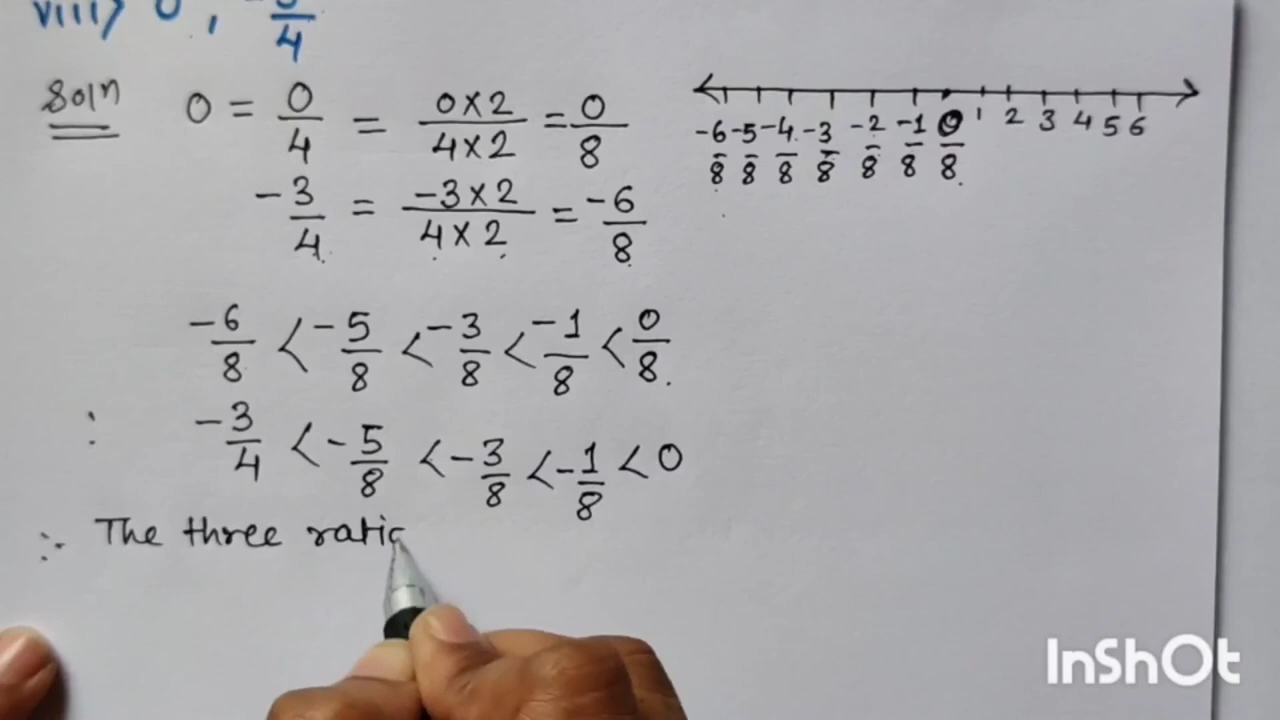 viii) 0, -3/4
Soln 0 = 0/4 = 0×2/4×2 = 0/8
-3/4 = -3×2/4×2 = -6/8
-6/8 -5/8 -4/8 -3/8 -2/8 -1/8 0/8 1 2 3 4 5 6
-6/8 < -5/8 < -3/8 < -1/8 < 0/8
: -3/4 < -5/8 < -3/8 < -1/8 < 0
∴ The three ratio
InShOt